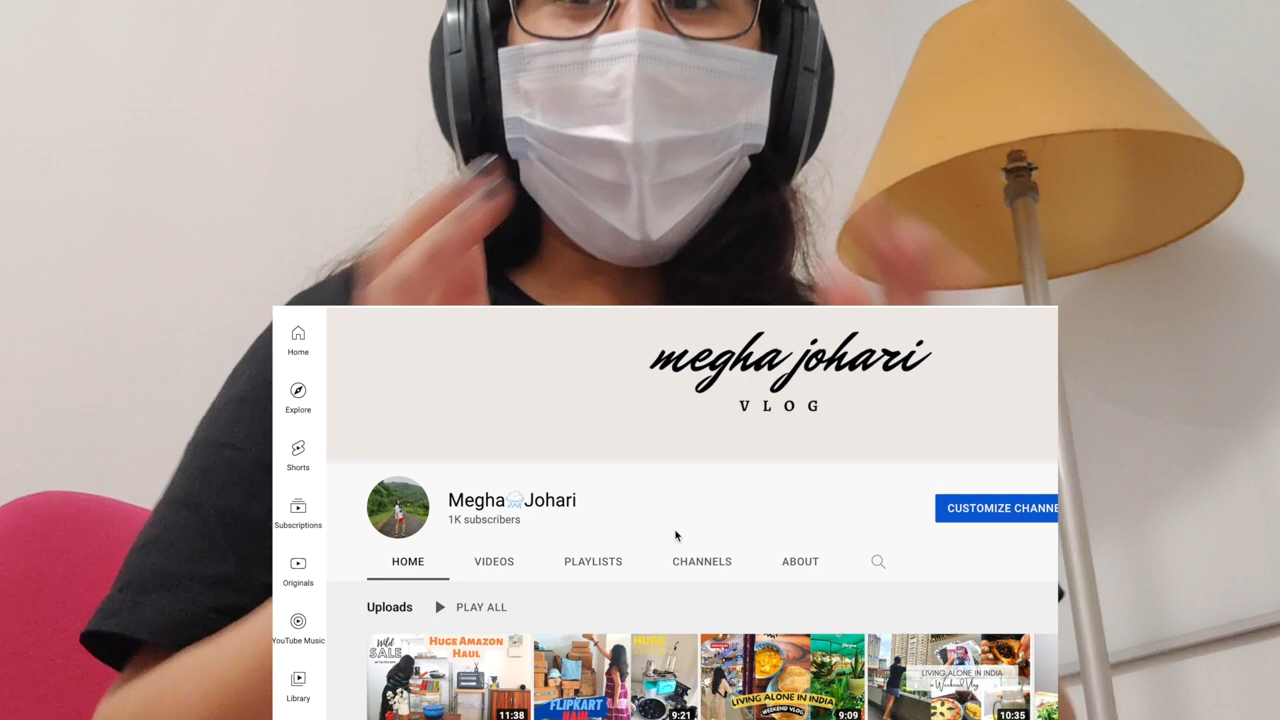 megha johari
VLOG
Home
Explore
Shorts
Subscriptions
Originals
YouTube Music
Library
Megha🌧️Johari
1K subscribers
CUSTOMIZE CHANNE
HOME VIDEOS PLAYLISTS CHANNELS ABOUT
Uploads PLAY ALL
Wild
SALE
HUGE AMAZON
HAUL
11:38
HUGE
FLIPKART
HAUL
9:21
LIVING ALONE IN INDIA
WEEKEND VLOG
9:09
LIVING ALONE IN INDIA
a Weekend Vlog
10:35